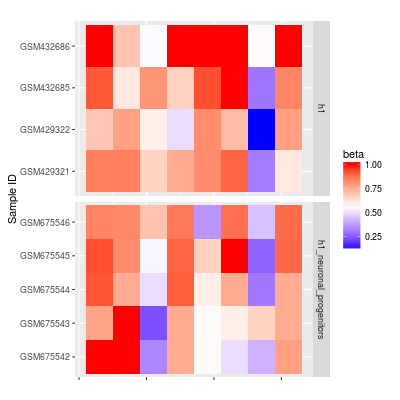 GSM432686
GSM432685
GSM429322
GSM429321
h1
GSM675546
GSM675545
GSM675544
GSM675543
GSM675542
h1_neuronal_progenitors
Sample ID
beta
1.00
0.75
0.50
0.25